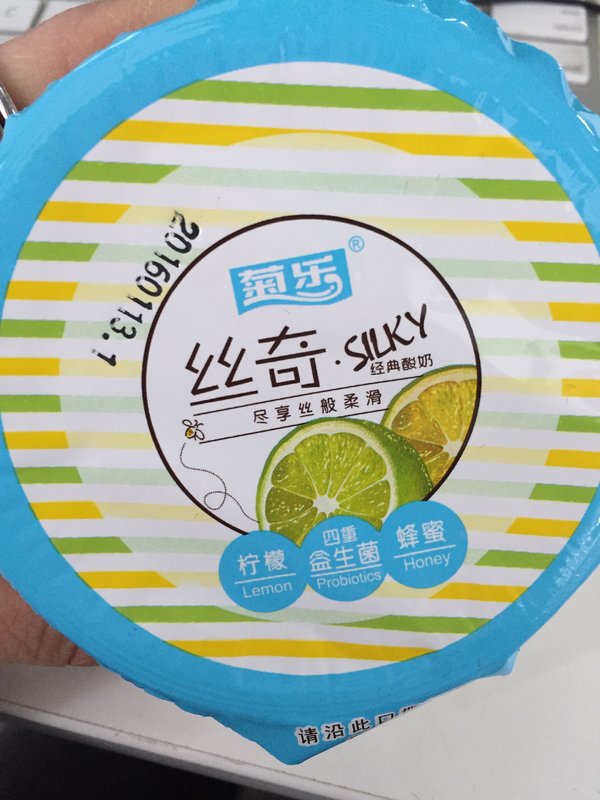 菊乐®
丝奇·SILKY
经典酸奶
尽享丝般柔滑
20160113.1
柠檬
Lemon
四重
益生菌
Probiotics
蜂蜜
Honey
请沿此口